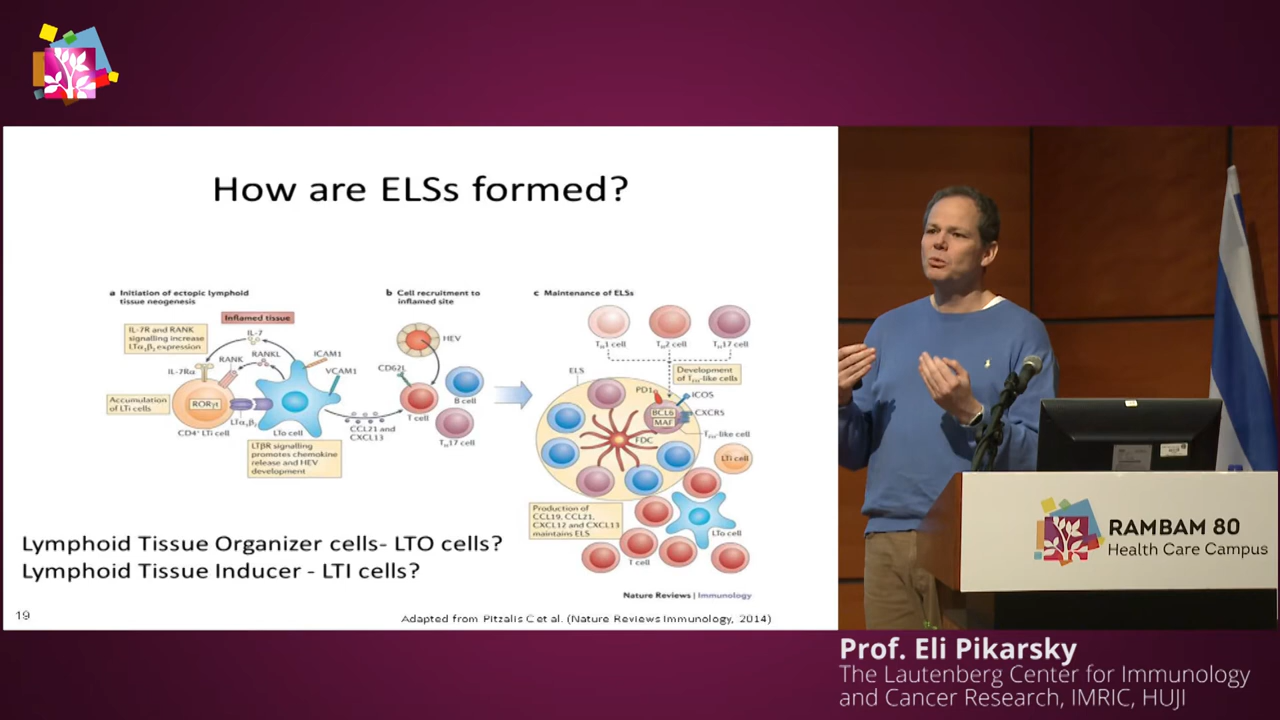 How are ELSs formed?
a Initiation of ectopic lymphoid
tissue neogenesis
Inflamed tissue
IL-7R and RANK
signalling increase
LTα₁β₂ expression
IL-7
RANK
RANKL
ICAM1
VCAM1
IL-7Rα
Accumulation
of LTi cells
RORγt
LTα₁β₂
CD4⁺ LTi cell
LTo cell
LTβR signalling
promotes chemokine
release and HEV
development
CCL21 and
CXCL13
b Cell recruitment to
inflamed site
HEV
CD62L
T cell
B cell
TH17 cell
c Maintenance of ELSs
TH1 cell
TH2 cell
TH17 cell
Development
of TFH-like cells
ELS
PD1
ICOS
BCL6
MAF
CXCR5
TFH-like cell
FDC
LTi cell
Production of
CCL19, CCL21,
CXCL12 and CXCL13
maintains ELS
LTo cell
T cell
Lymphoid Tissue Organizer cells- LTO cells?
Lymphoid Tissue Inducer - LTI cells?
Nature Reviews | Immunology
19
Adapted from Pitzalis C et al. (Nature Reviews Immunology, 2014)
RAMBAM 80
Health Care Campus
Prof. Eli Pikarsky
The Lautenberg Center for Immunology
and Cancer Research, IMRIC, HUJI